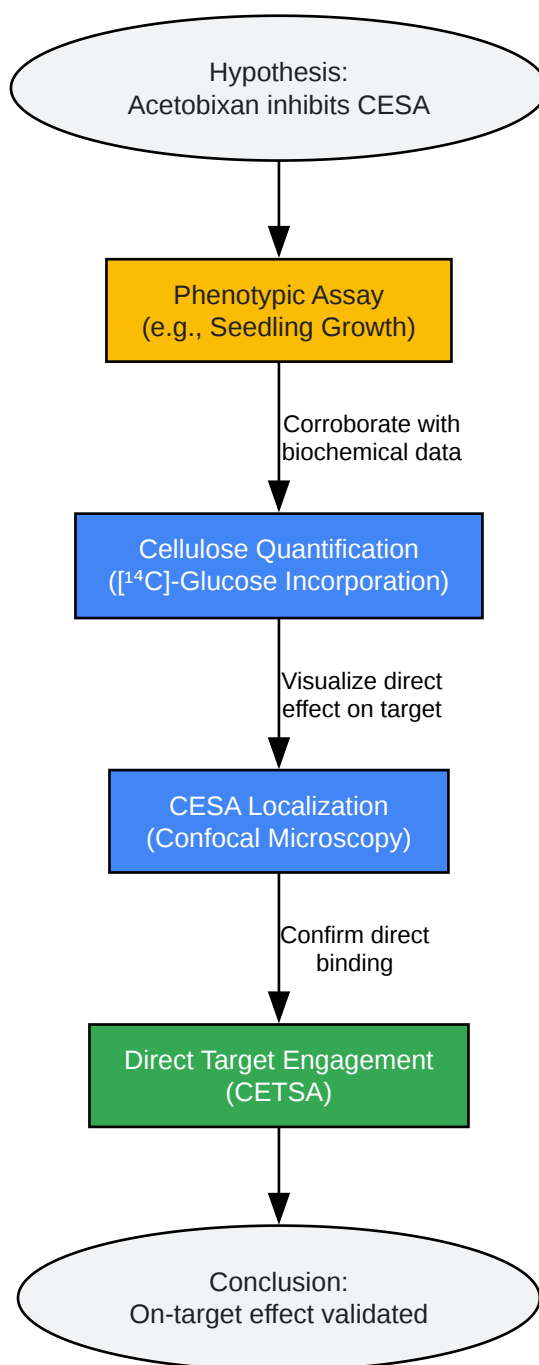 Hypothesis:
Acetobixan inhibits CESA
Phenotypic Assay
(e.g., Seedling Growth)
Corroborate with
biochemical data
Cellulose Quantification
([¹⁴C]-Glucose Incorporation)
Visualize direct
effect on target
CESA Localization
(Confocal Microscopy)
Confirm direct
binding
Direct Target Engagement
(CETSA)
Conclusion:
On-target effect validated